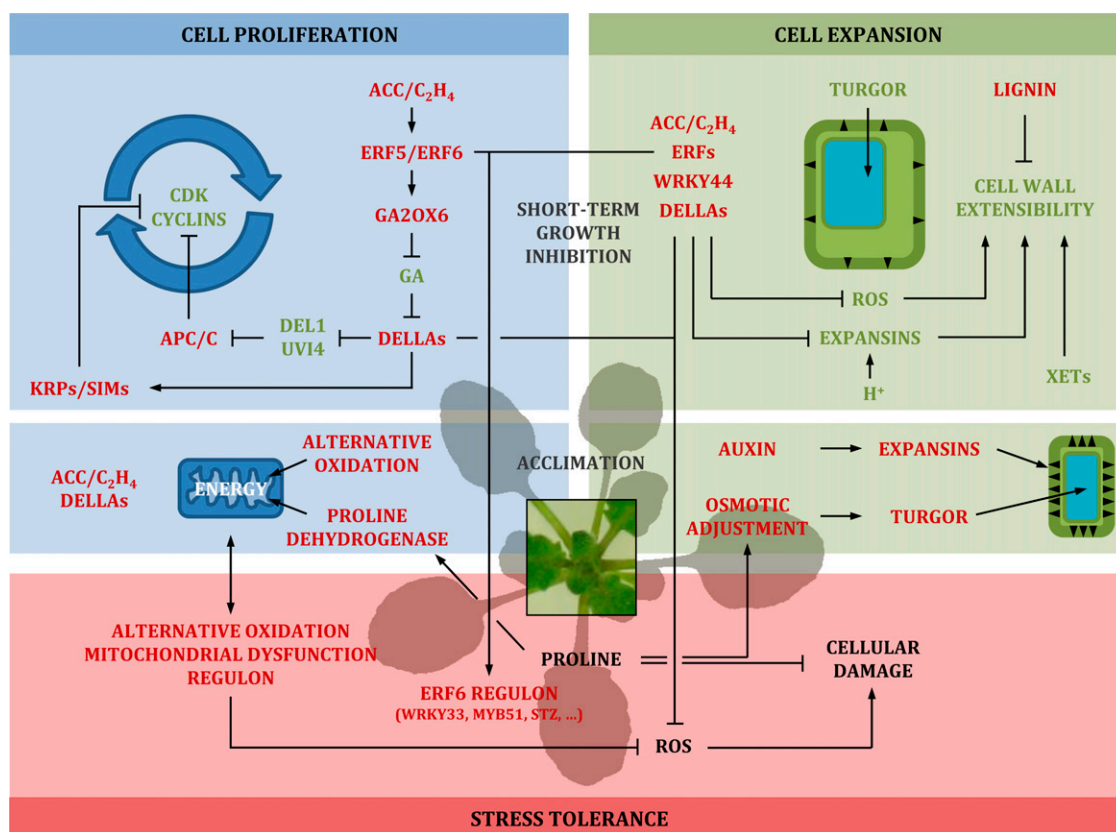 CELL PROLIFERATION
ACC/C₂H₄
ERF5/ERF6
GA2OX6
GA
DELLAs
DEL1
UVI4
APC/C
CDK
CYCLINS
KRPs/SIMs
SHORT-TERM
GROWTH
INHIBITION
CELL EXPANSION
ACC/C₂H₄
ERFs
WRKY44
DELLAs
TURGOR
LIGNIN
CELL WALL
EXTENSIBILITY
ROS
EXPANSINS
H⁺
XETs
ACC/C₂H₄
DELLAs
ENERGY
ALTERNATIVE
OXIDATION
PROLINE
DEHYDROGENASE
ACCLIMATION
AUXIN
EXPANSINS
OSMOTIC
ADJUSTMENT
TURGOR
ALTERNATIVE OXIDATION
MITOCHONDRIAL DYSFUNCTION
REGULON
ERF6 REGULON
(WRKY33, MYB51, STZ, ...)
PROLINE
CELLULAR
DAMAGE
ROS
STRESS TOLERANCE